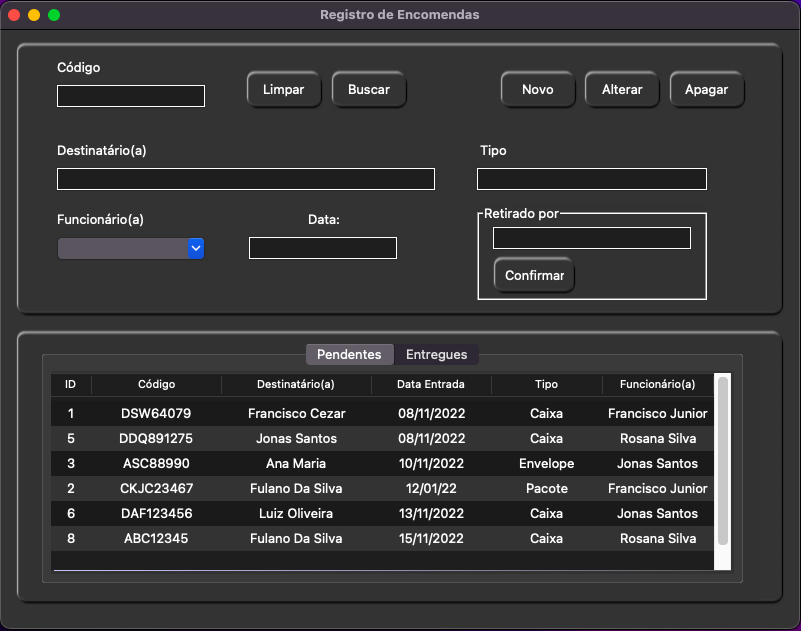 Registro de Encomendas
Código
Limpar Buscar Novo Alterar Apagar
Destinatário(a) Tipo
Funcionário(a) Data: Retirado por
Confirmar
Pendentes Entregues
ID Código Destinatário(a) Data Entrada Tipo Funcionário(a)
1 DSW64079 Francisco Cezar 08/11/2022 Caixa Francisco Junior
5 DDQ891275 Jonas Santos 08/11/2022 Caixa Rosana Silva
3 ASC88990 Ana Maria 10/11/2022 Envelope Jonas Santos
2 CKJC23467 Fulano Da Silva 12/01/22 Pacote Francisco Junior
6 DAF123456 Luiz Oliveira 13/11/2022 Caixa Jonas Santos
8 ABC12345 Fulano Da Silva 15/11/2022 Caixa Rosana Silva